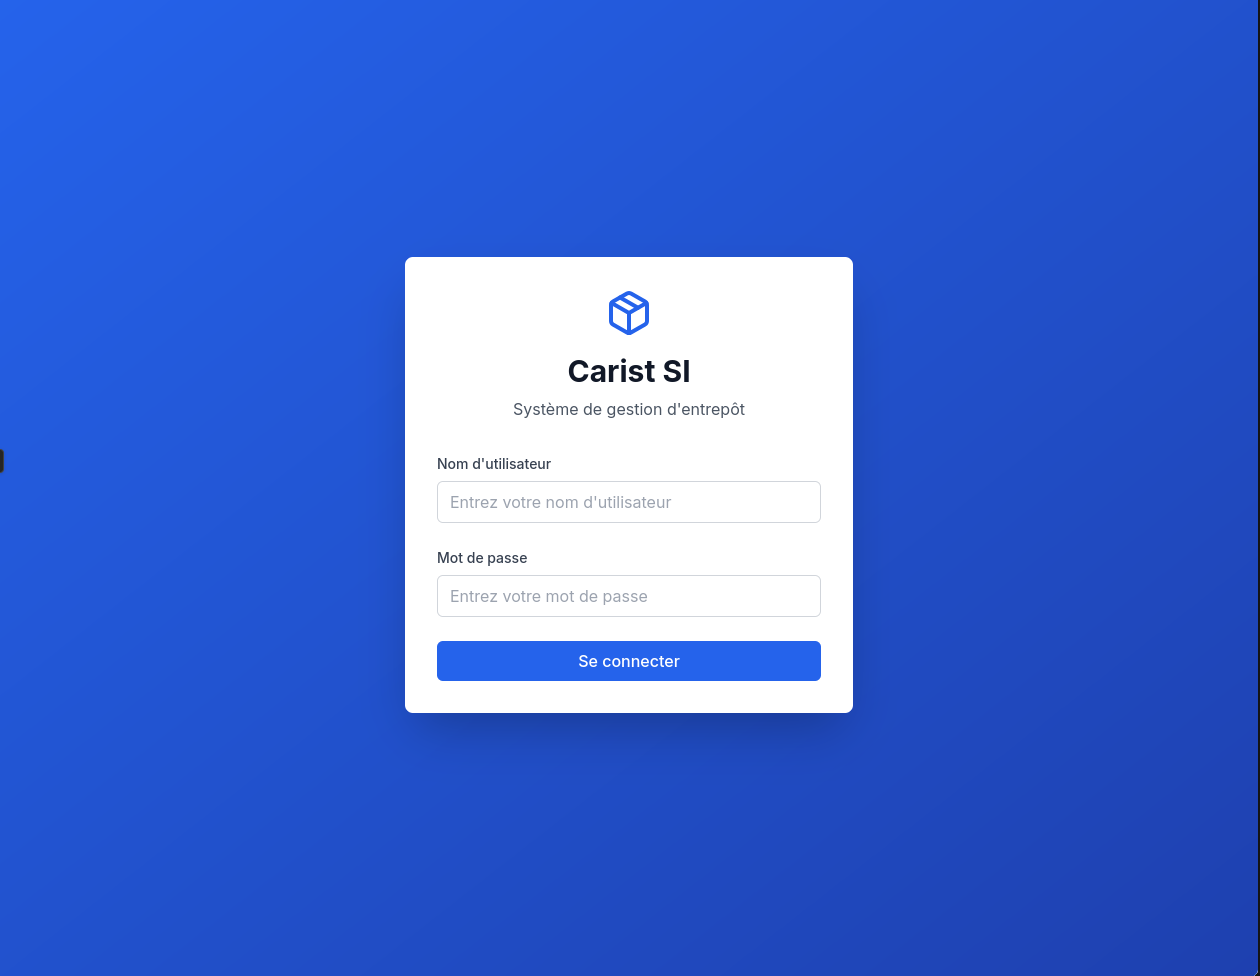 Carist SI
Système de gestion d'entrepôt
Nom d'utilisateur
Entrez votre nom d'utilisateur
Mot de passe
Entrez votre mot de passe
Se connecter